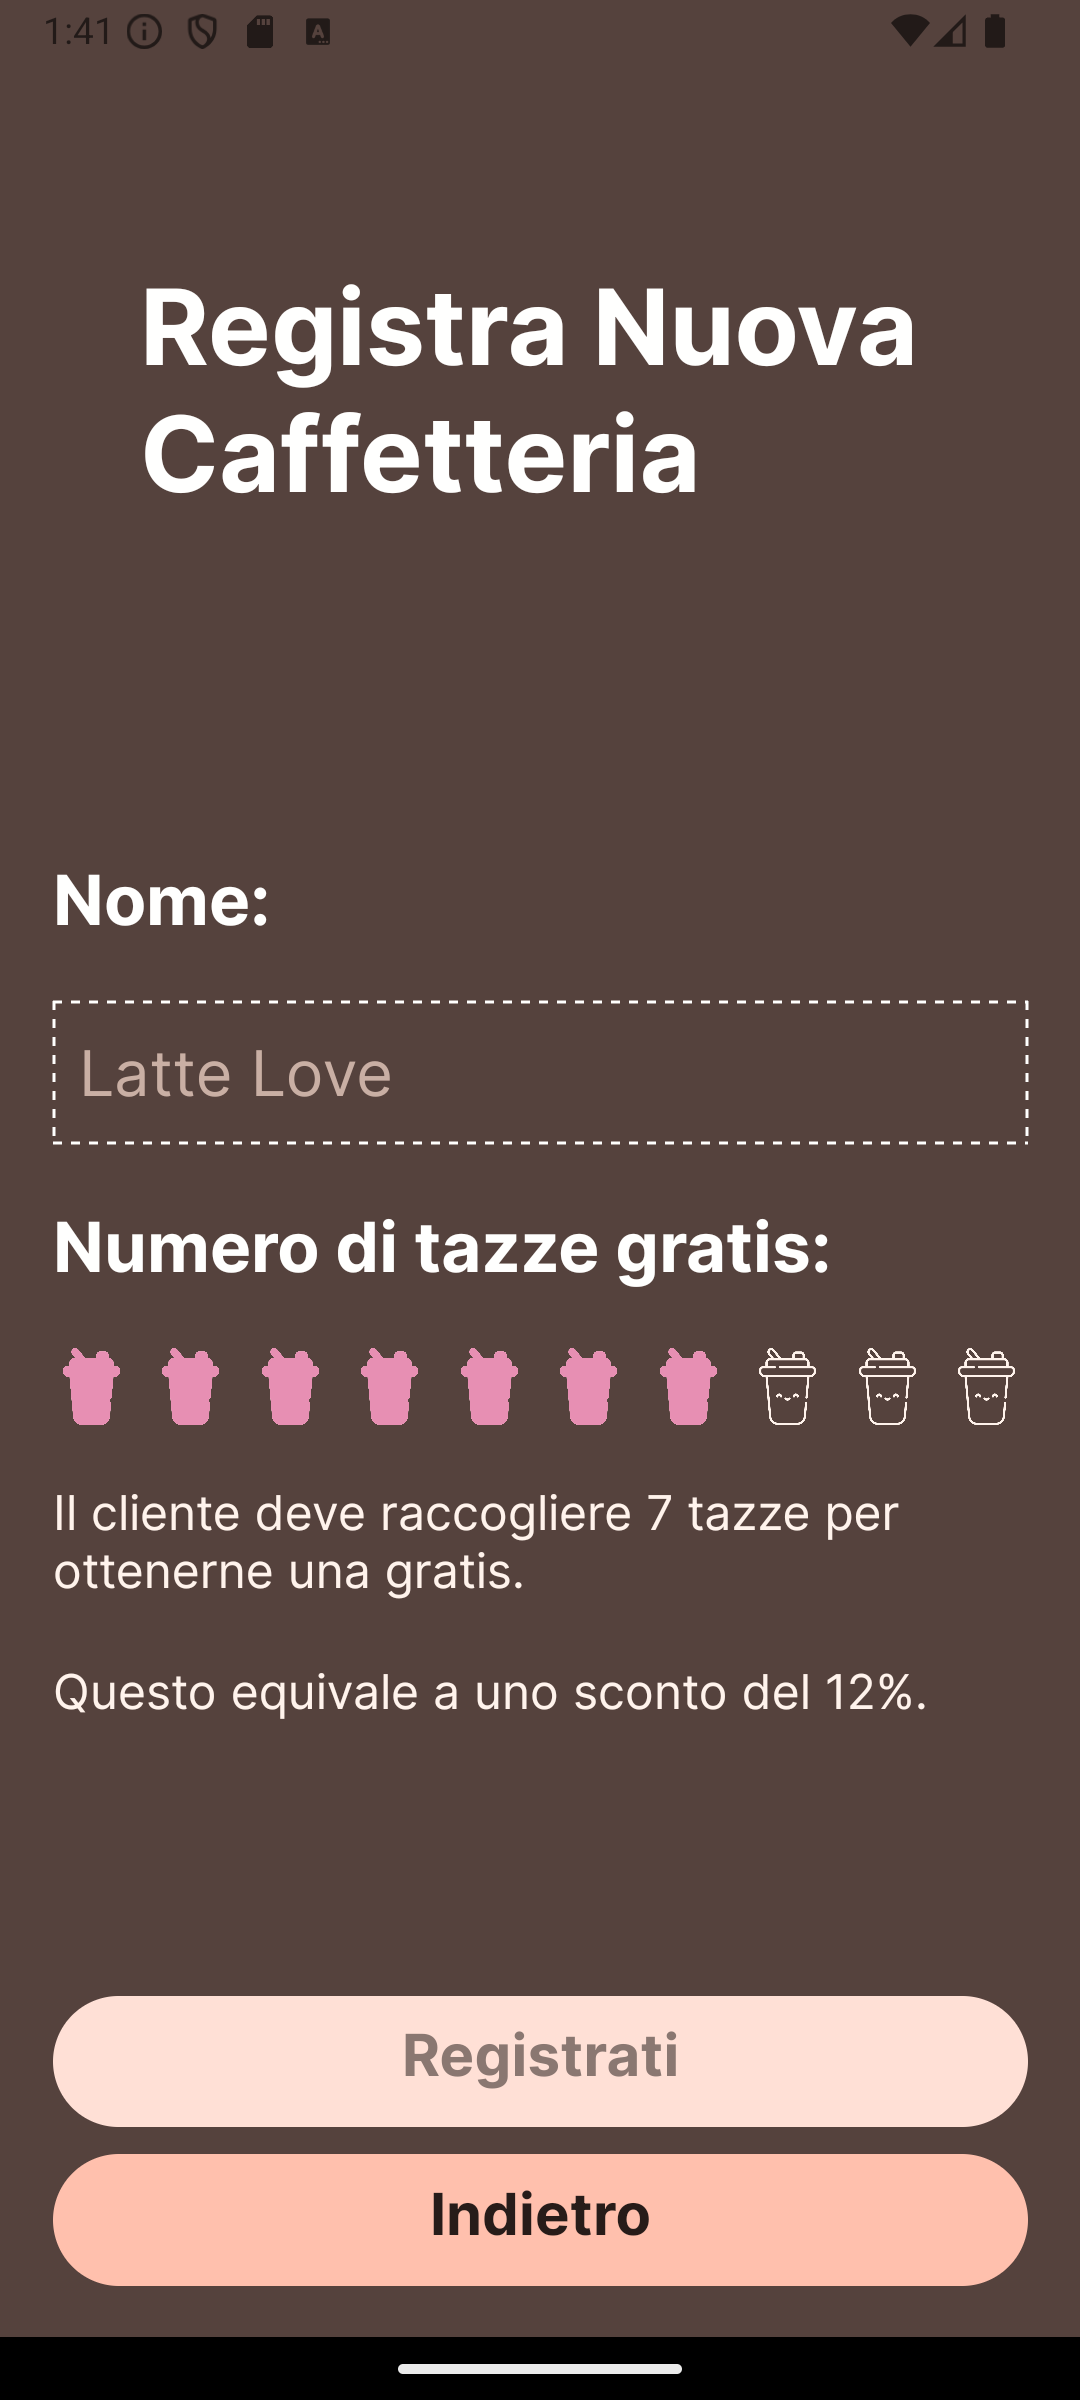 1:41
Registra Nuova
Caffetteria
Nome:
Latte Love
Numero di tazze gratis:
Il cliente deve raccogliere 7 tazze per
ottenerne una gratis.
Questo equivale a uno sconto del 12%.
Registrati
Indietro